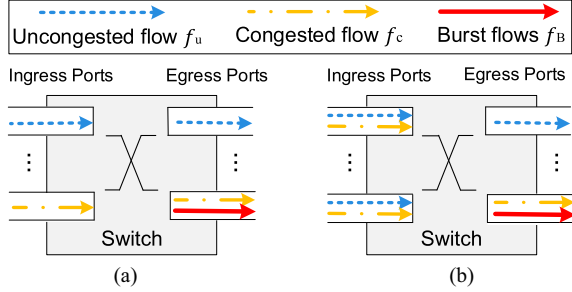 Uncongested flow fu Congested flow fc Burst flows fB
Ingress Ports Egress Ports Ingress Ports Egress Ports
⋮ ⋮ ⋮ ⋮
Switch Switch
(a) (b)